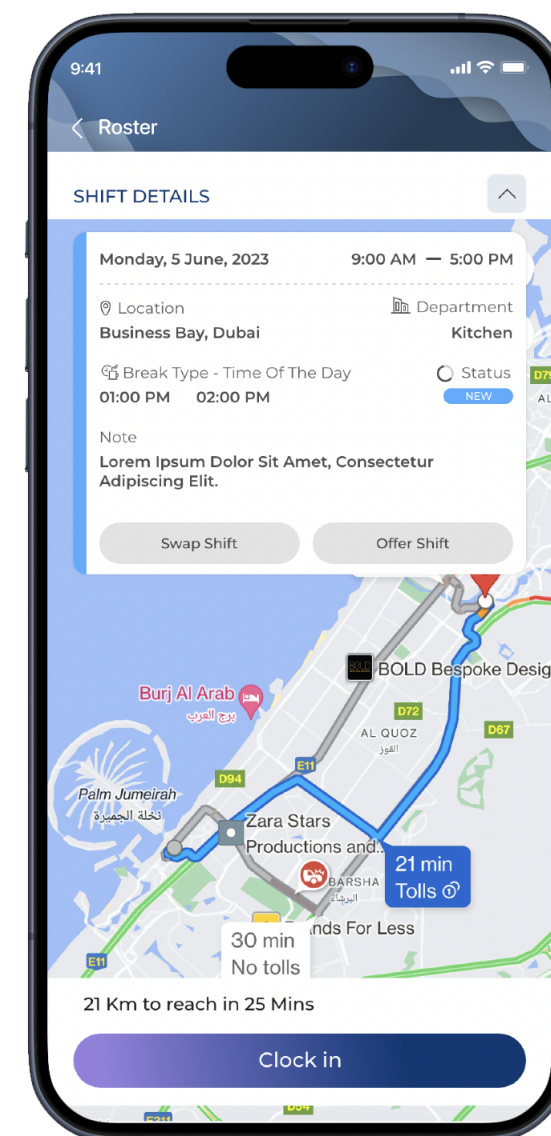 9:41
Roster
SHIFT DETAILS
Monday, 5 June, 2023 9:00 AM — 5:00 PM
Location Department
Business Bay, Dubai Kitchen
Break Type - Time Of The Day Status
01:00 PM 02:00 PM NEW
Note
Lorem Ipsum Dolor Sit Amet, Consectetur
Adipiscing Elit.
Swap Shift Offer Shift
BOLD
BOLD Bespoke Desig
Burj Al Arab
برج العرب
D72
AL QUOZ
القوز
D67
E11
D94
Palm Jumeirah
نخلة الجميرة
Zara Stars
Productions and...
21 min
Tolls
BARSHA
البرشاء
nds For Less
30 min
No tolls
E11
21 Km to reach in 25 Mins
Clock in